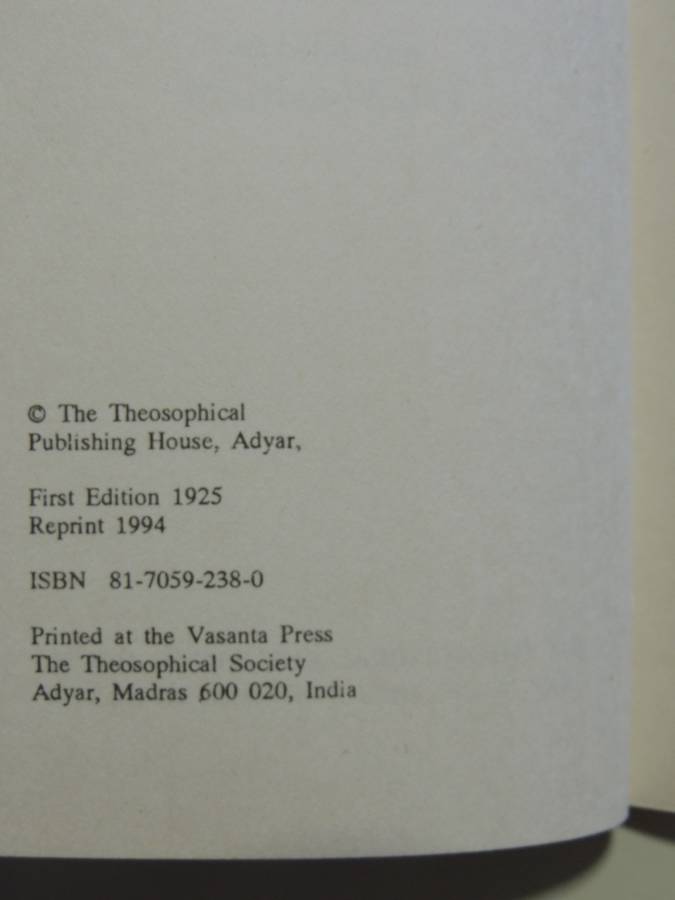 © The Theosophical
Publishing House, Adyar,
First Edition 1925
Reprint 1994
ISBN 81-7059-238-0
Printed at the Vasanta Press
The Theosophical Society
Adyar, Madras 600 020, India